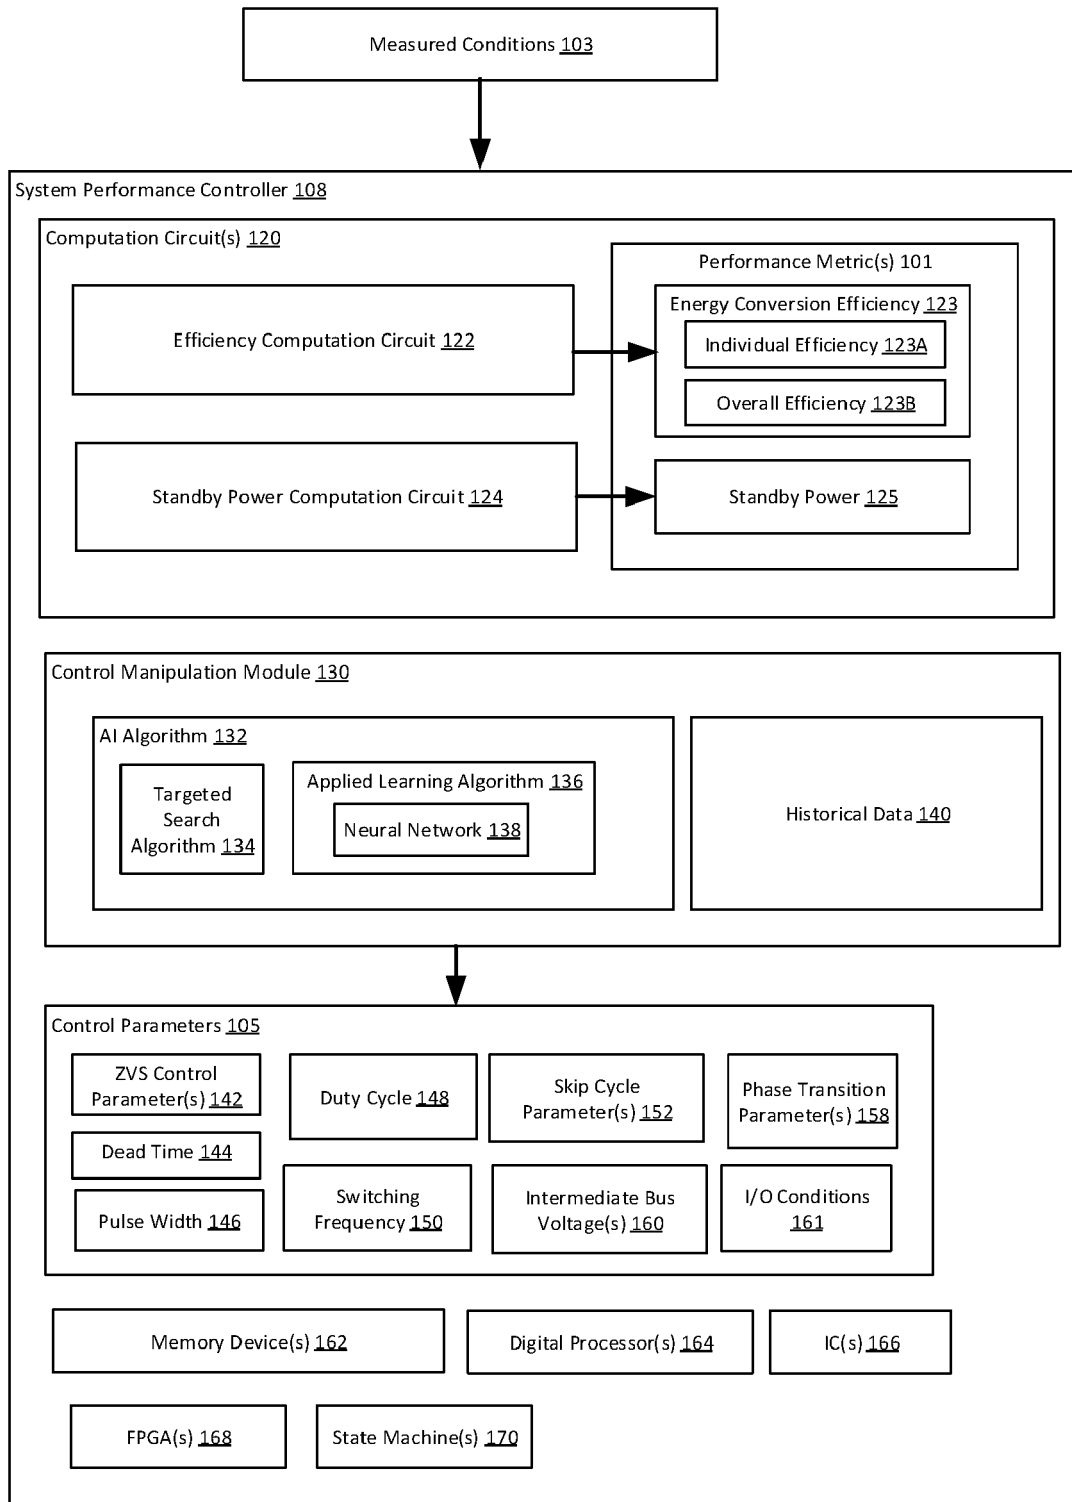 Measured Conditions 103
System Performance Controller 108
Computation Circuit(s) 120
Performance Metric(s) 101
Efficiency Computation Circuit 122
Energy Conversion Efficiency 123
Individual Efficiency 123A
Overall Efficiency 123B
Standby Power Computation Circuit 124
Standby Power 125
Control Manipulation Module 130
AI Algorithm 132
Targeted
Search
Algorithm 134
Applied Learning Algorithm 136
Neural Network 138
Historical Data 140
Control Parameters 105
ZVS Control
Parameter(s) 142
Dead Time 144
Pulse Width 146
Duty Cycle 148
Switching
Frequency 150
Skip Cycle
Parameter(s) 152
Intermediate Bus
Voltage(s) 160
Phase Transition
Parameter(s) 158
I/O Conditions
161
Memory Device(s) 162
Digital Processor(s) 164
IC(s) 166
FPGA(s) 168
State Machine(s) 170